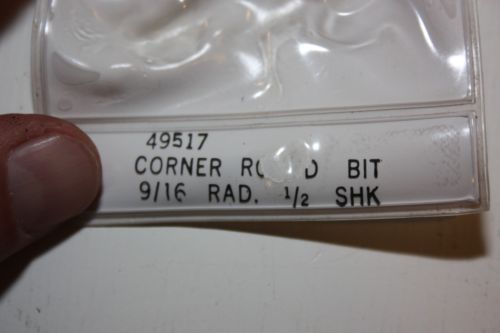 49517
CORNER BIT
9/16 RAD. 1/2 SHK